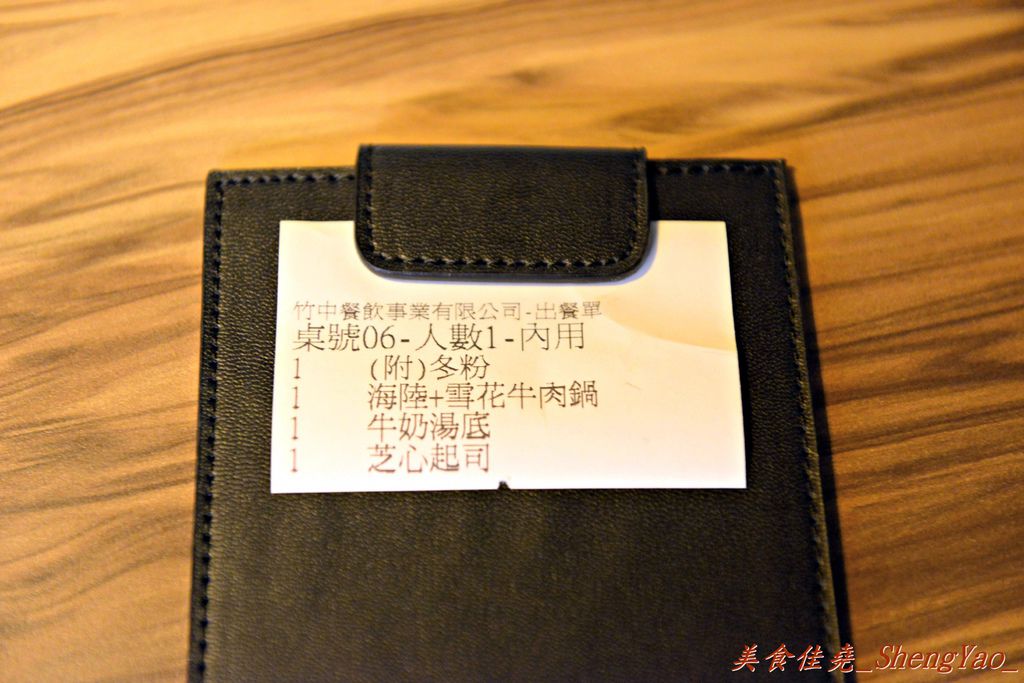 竹中餐飲事業有限公司-出餐單
桌號06-人數1-內用
1 (附)冬粉
1 海陸+雪花牛肉鍋
1 牛奶湯底
1 芝心起司
美食佳堯_ShengYao_